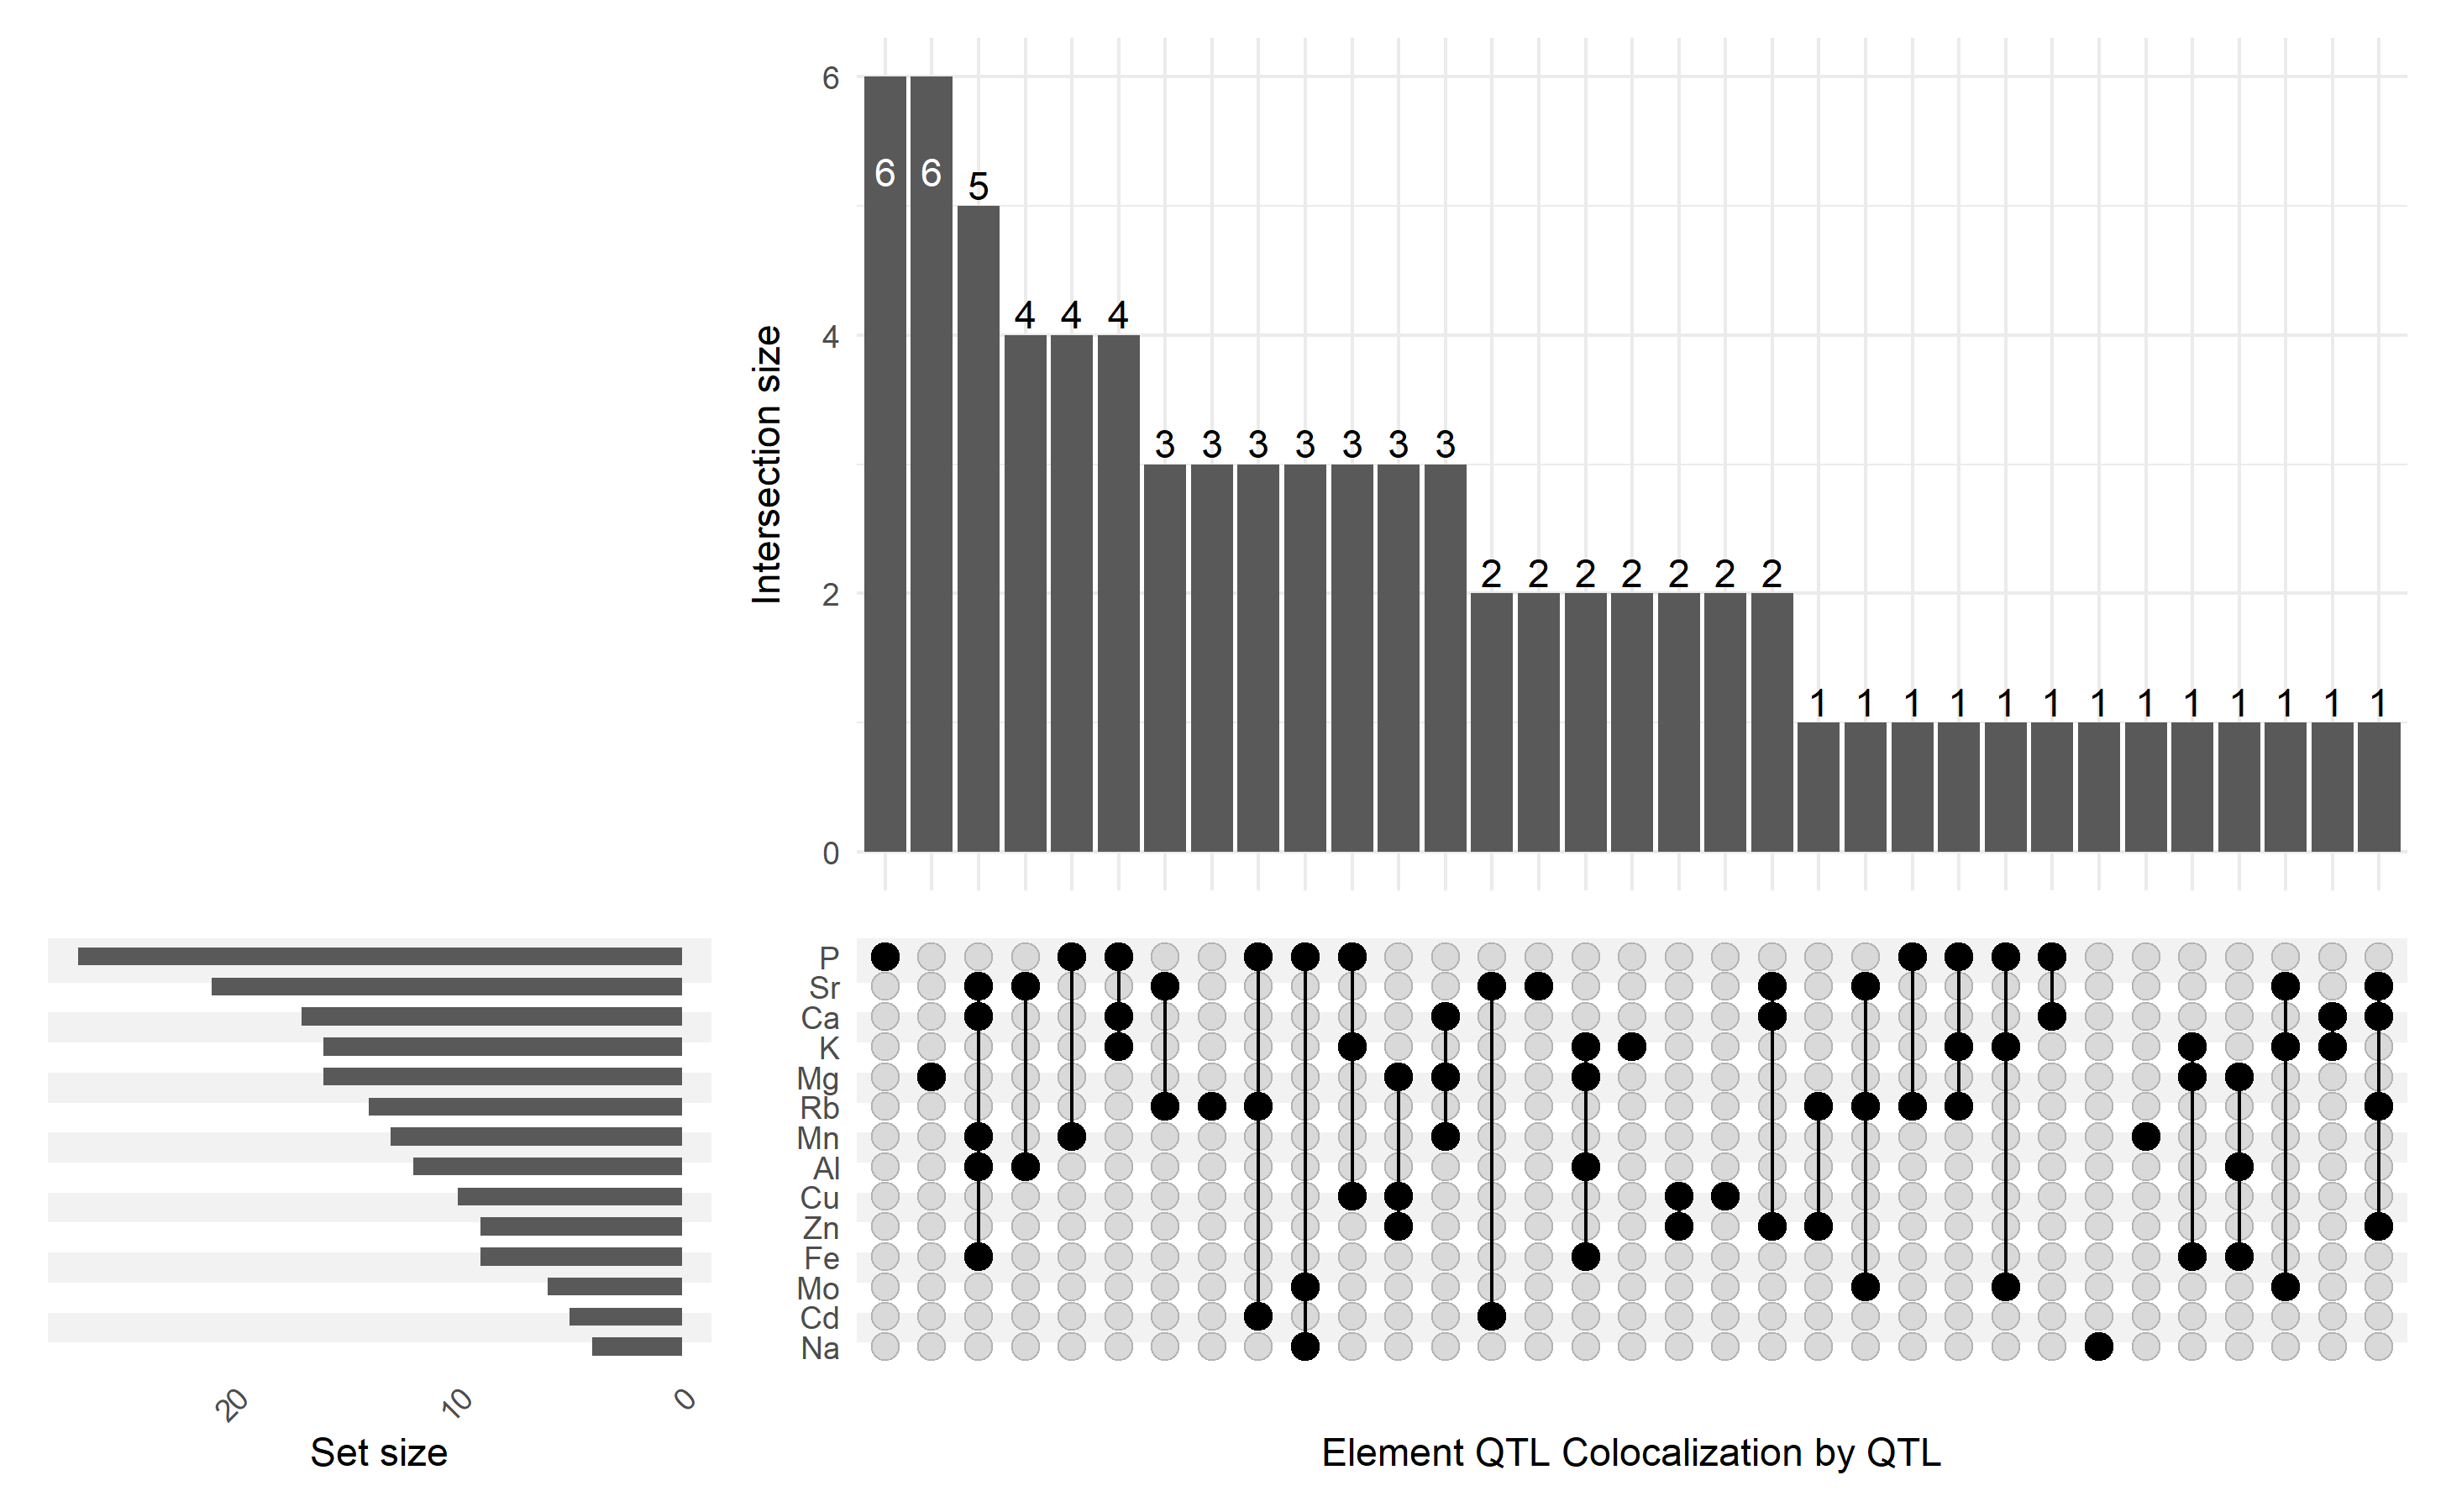 6
4
2
0
Intersection size
6 6 5 4 4 4 3 3 3 3 3 3 3 2 2 2 2 2 2 2 1 1 1 1 1 1 1 1 1 1 1 1 1
P
Sr
Ca
K
Mg
Rb
Mn
Al
Cu
Zn
Fe
Mo
Cd
Na
20 10 0
Set size
Element QTL Colocalization by QTL